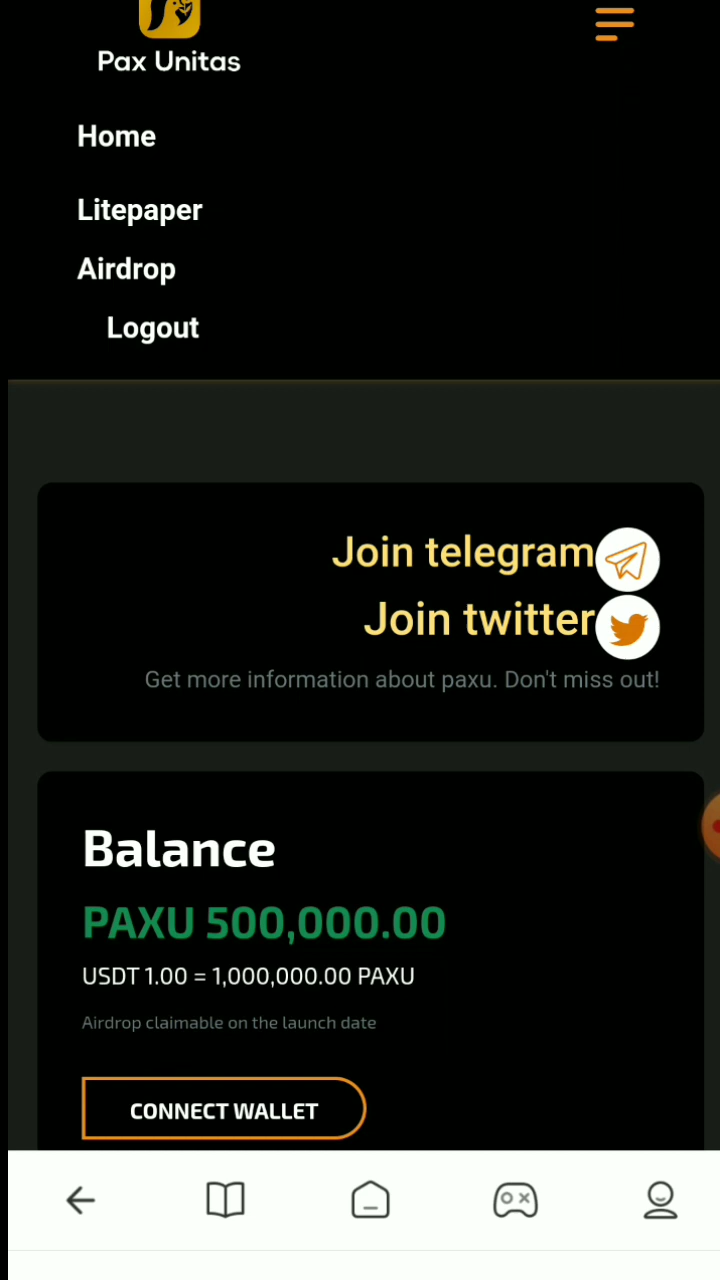 Pax Unitas
Home
Litepaper
Airdrop
Logout
Join telegram
Join twitter
Get more information about paxu. Don't miss out!
Balance
PAXU 500,000.00
USDT 1.00 = 1,000,000.00 PAXU
Airdrop claimable on the launch date
CONNECT WALLET